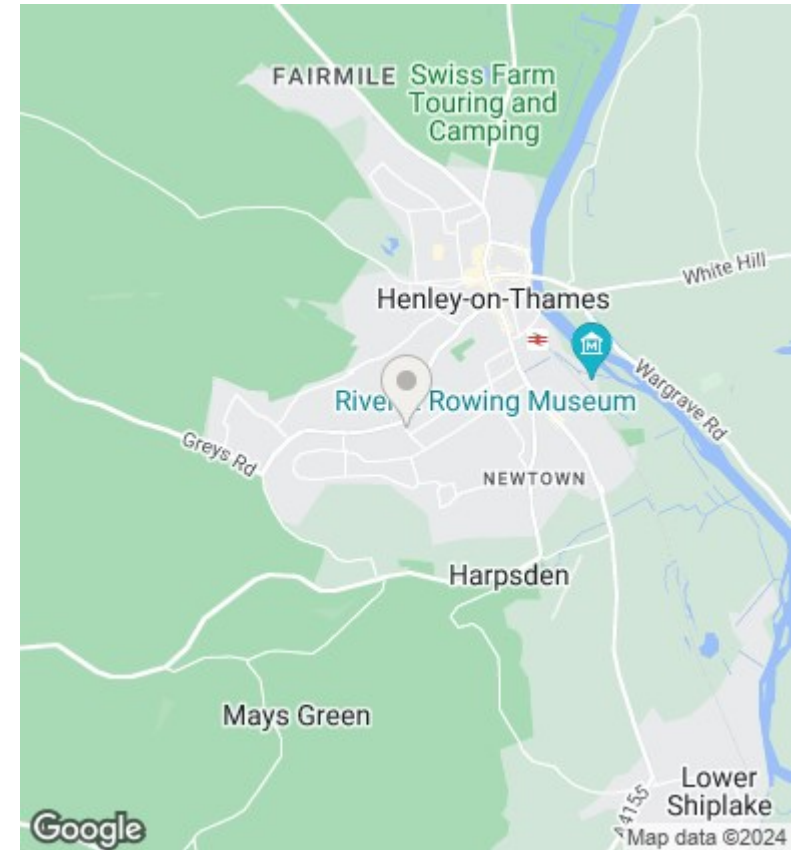 FAIRMILE
Swiss Farm
Touring and
Camping
White Hill
Henley-on-Thames
River & Rowing Museum
Wargrave Rd
Greys Rd
NEWTOWN
Harpsden
Mays Green
Lower
Shiplake
A4155
Google
Map data ©2024